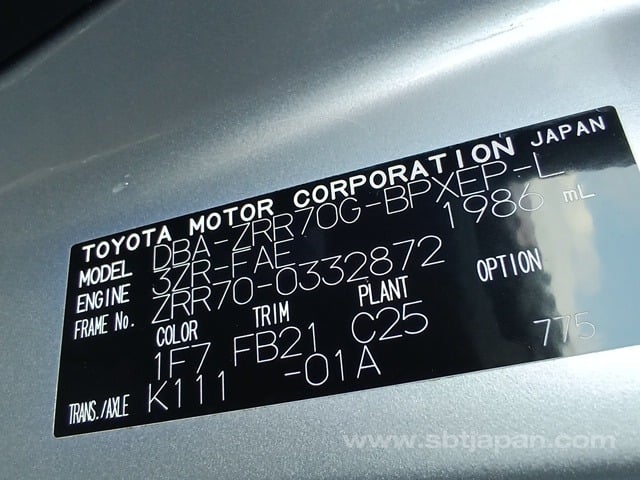 TOYOTA MOTOR CORPORATION JAPAN
MODEL DBA-ZRR70G-BPXEP-L
ENGINE 3ZR-FAE 1986 mL
FRAME No. ZRR70-0332872
COLOR TRIM PLANT OPTION
1F7 FB21 C25 775
TRANS./AXLE K111 -01A
www.sbtjapan.com